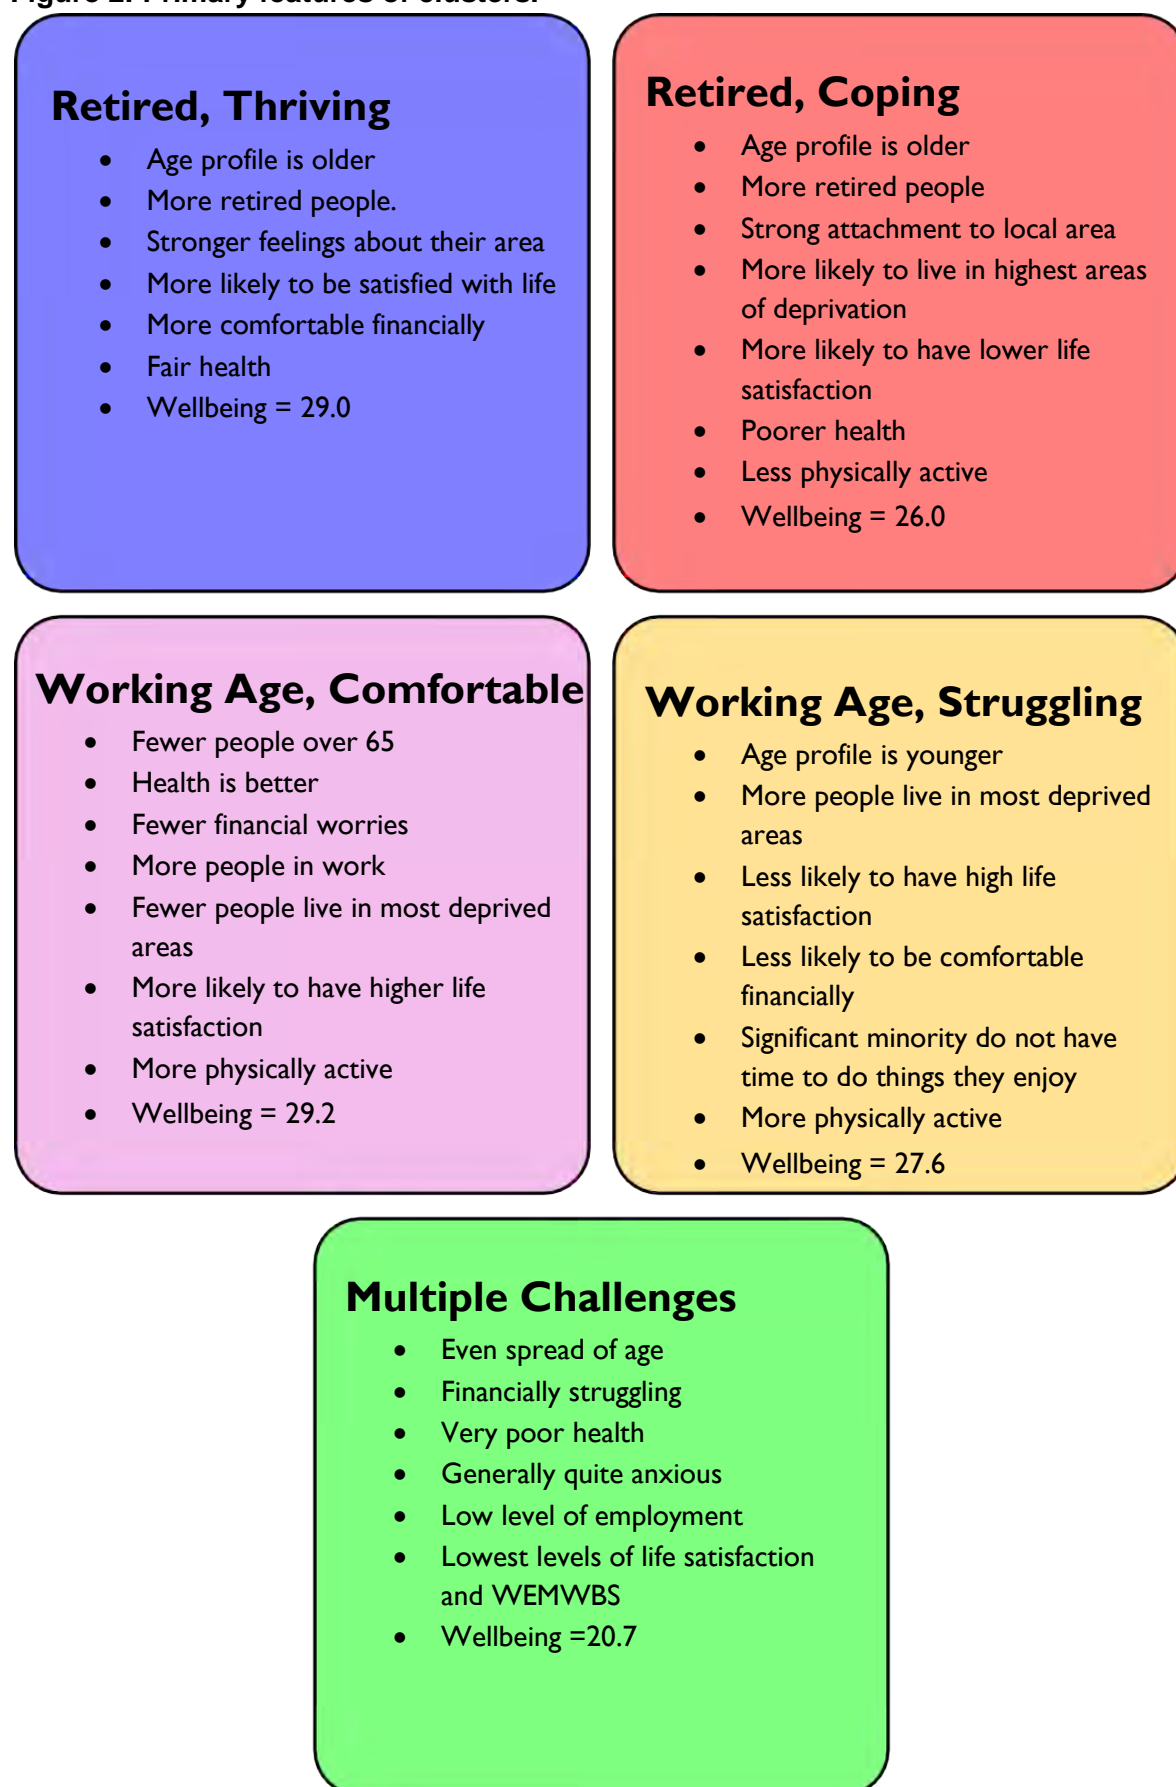 Figure 2: Primary features of clusters.
Retired, Thriving
• Age profile is older
• More retired people.
• Stronger feelings about their area
• More likely to be satisfied with life
• More comfortable financially
• Fair health
• Wellbeing = 29.0
Retired, Coping
• Age profile is older
• More retired people
• Strong attachment to local area
• More likely to live in highest areas
of deprivation
• More likely to have lower life
satisfaction
• Poorer health
• Less physically active
• Wellbeing = 26.0
Working Age, Comfortable
• Fewer people over 65
• Health is better
• Fewer financial worries
• More people in work
• Fewer people live in most deprived
areas
• More likely to have higher life
satisfaction
• More physically active
• Wellbeing = 29.2
Working Age, Struggling
• Age profile is younger
• More people live in most deprived
areas
• Less likely to have high life
satisfaction
• Less likely to be comfortable
financially
• Significant minority do not have
time to do things they enjoy
• More physically active
• Wellbeing = 27.6
Multiple Challenges
• Even spread of age
• Financially struggling
• Very poor health
• Generally quite anxious
• Low level of employment
• Lowest levels of life satisfaction
and WEMWBS
• Wellbeing =20.7